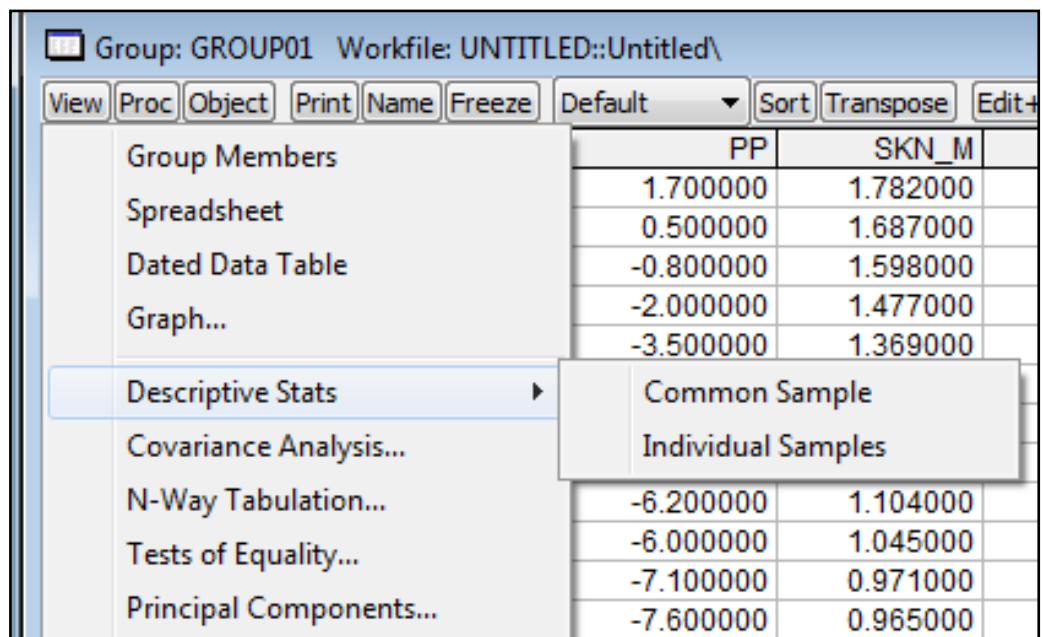 Group: GROUP01 Workfile: UNTITLED::Untitled\
View Proc Object Print Name Freeze Default Sort Transpose Edit+
PP SKN_M
Group Members
1.700000 1.782000
Spreadsheet
0.500000 1.687000
Dated Data Table
-0.800000 1.598000
Graph...
-2.000000 1.477000
-3.500000 1.369000
Descriptive Stats
Common Sample
Covariance Analysis...
Individual Samples
N-Way Tabulation...
-6.200000 1.104000
Tests of Equality...
-6.000000 1.045000
-7.100000 0.971000
Principal Components...
-7.600000 0.965000